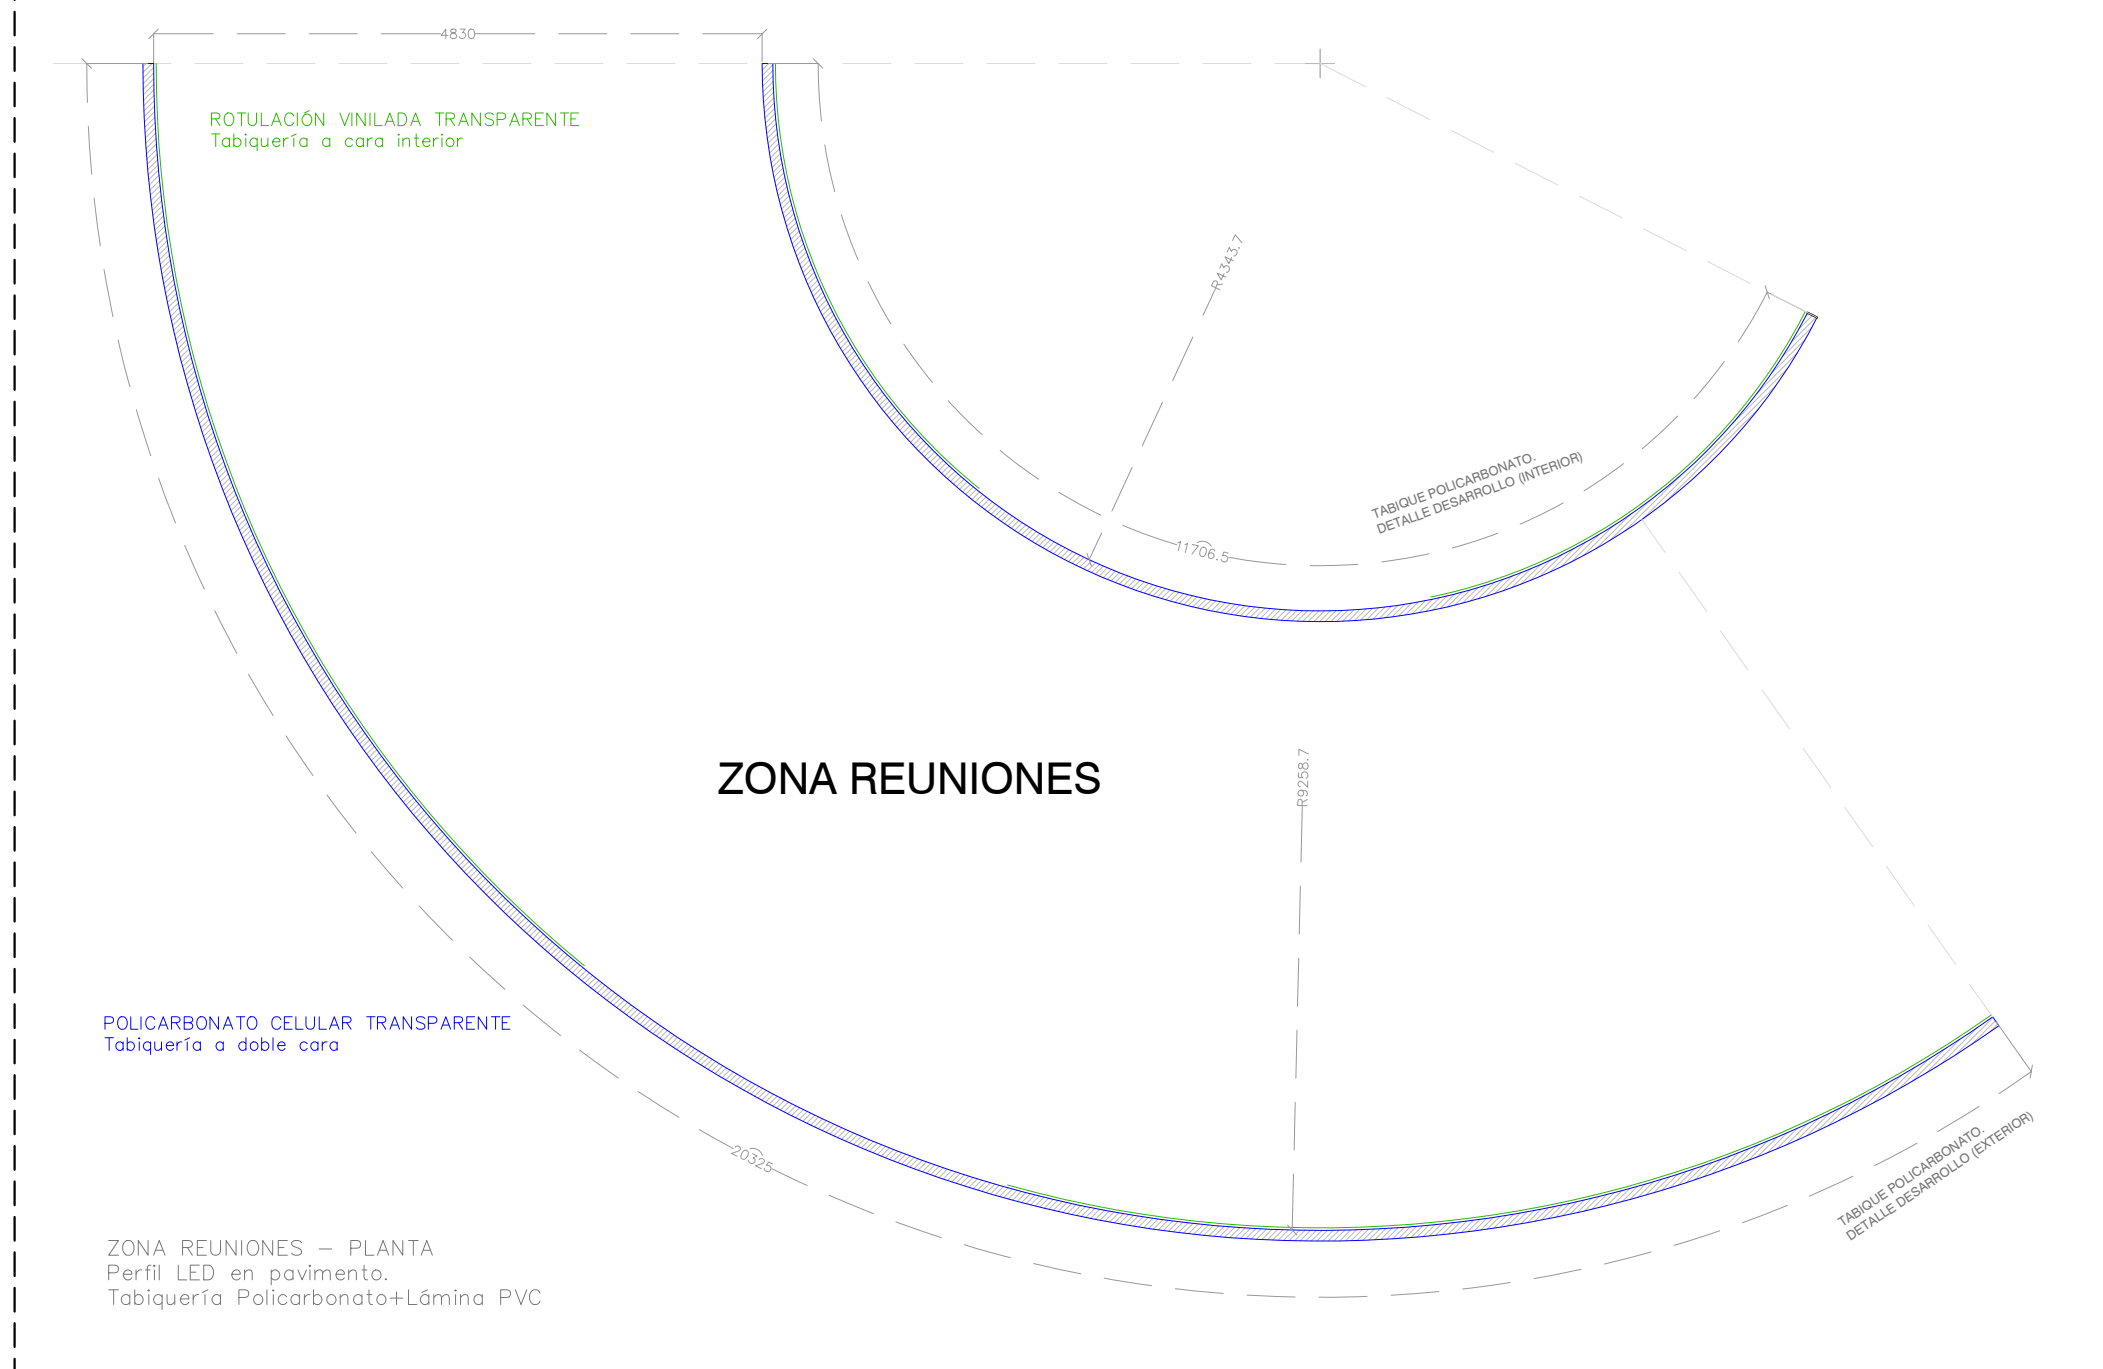 4830
ROTULACIÓN VINILADA TRANSPARENTE
Tabiquería a cara interior
R4343.7
TABIQUE POLICARBONATO.
DETALLE DESARROLLO (INTERIOR)
11706.5
ZONA REUNIONES
R9258.7
POLICARBONATO CELULAR TRANSPARENTE
Tabiquería a doble cara
20325
TABIQUE POLICARBONATO.
DETALLE DESARROLLO (EXTERIOR)
ZONA REUNIONES – PLANTA
Perfil LED en pavimento.
Tabiquería Policarbonato+Lámina PVC